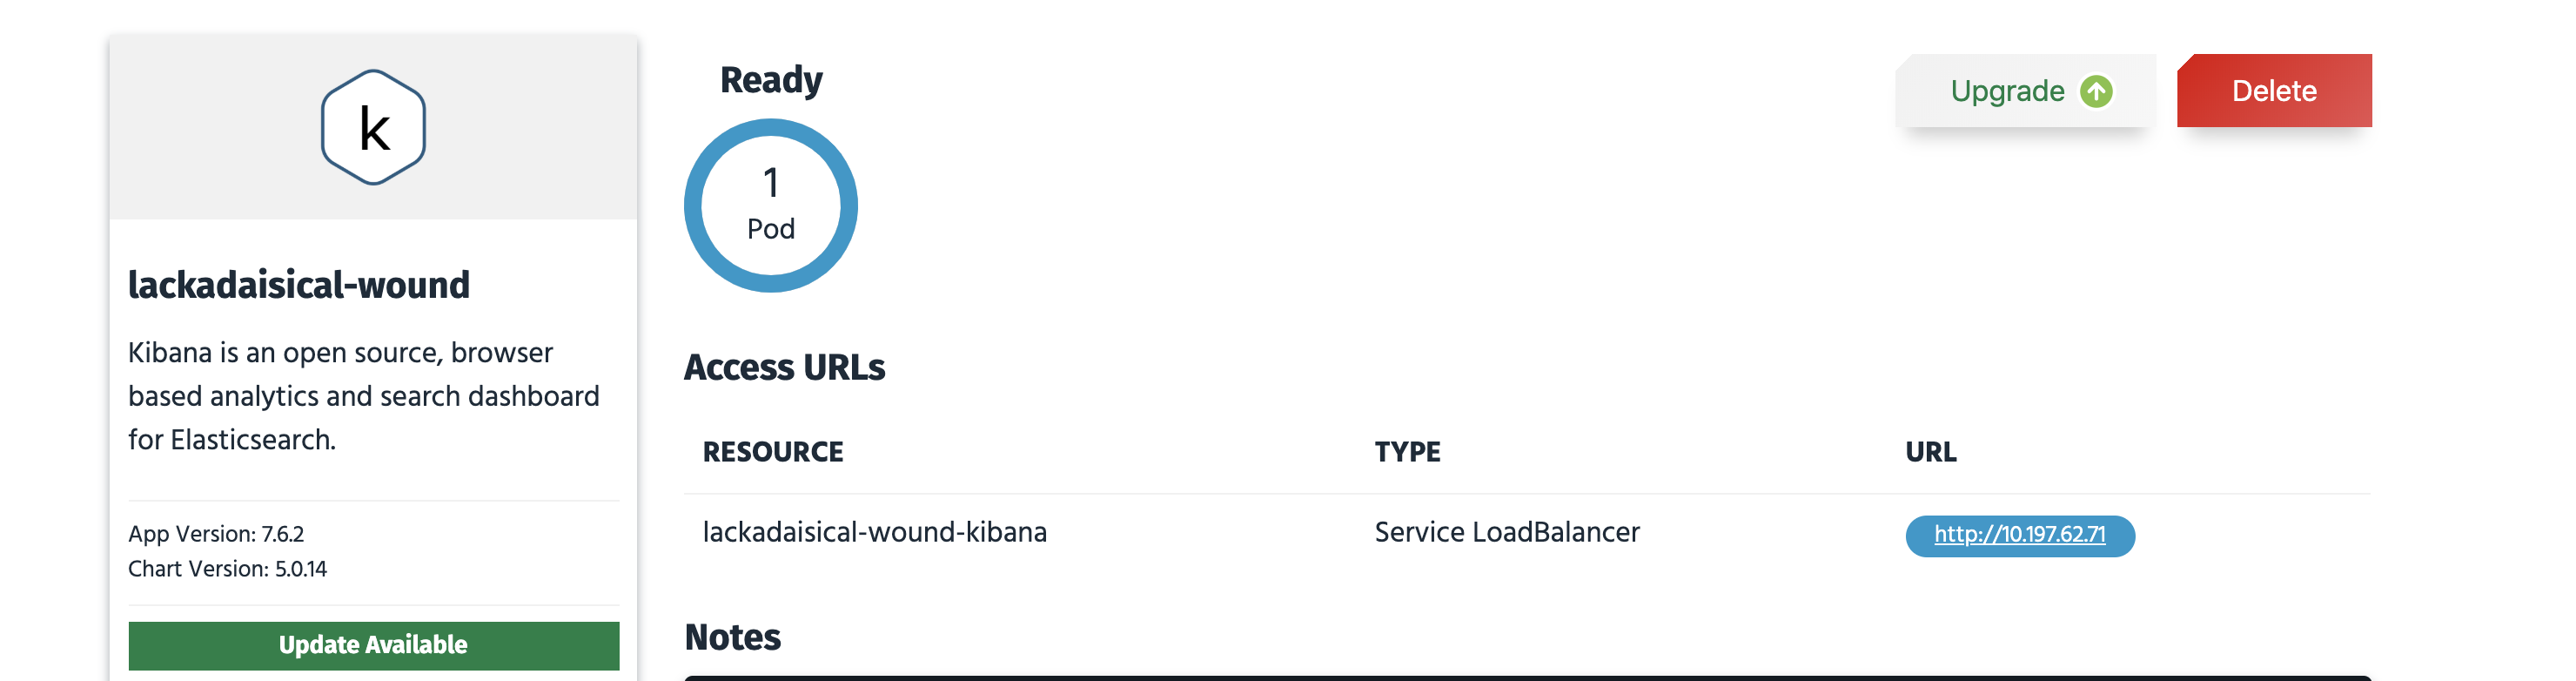 k
lackadaisical-wound
Kibana is an open source, browser
based analytics and search dashboard
for Elasticsearch.
App Version: 7.6.2
Chart Version: 5.0.14
Update Available
Ready
1
Pod
Upgrade
Delete
Access URLs
RESOURCE TYPE URL
lackadaisical-wound-kibana Service LoadBalancer http://10.197.62.71
Notes